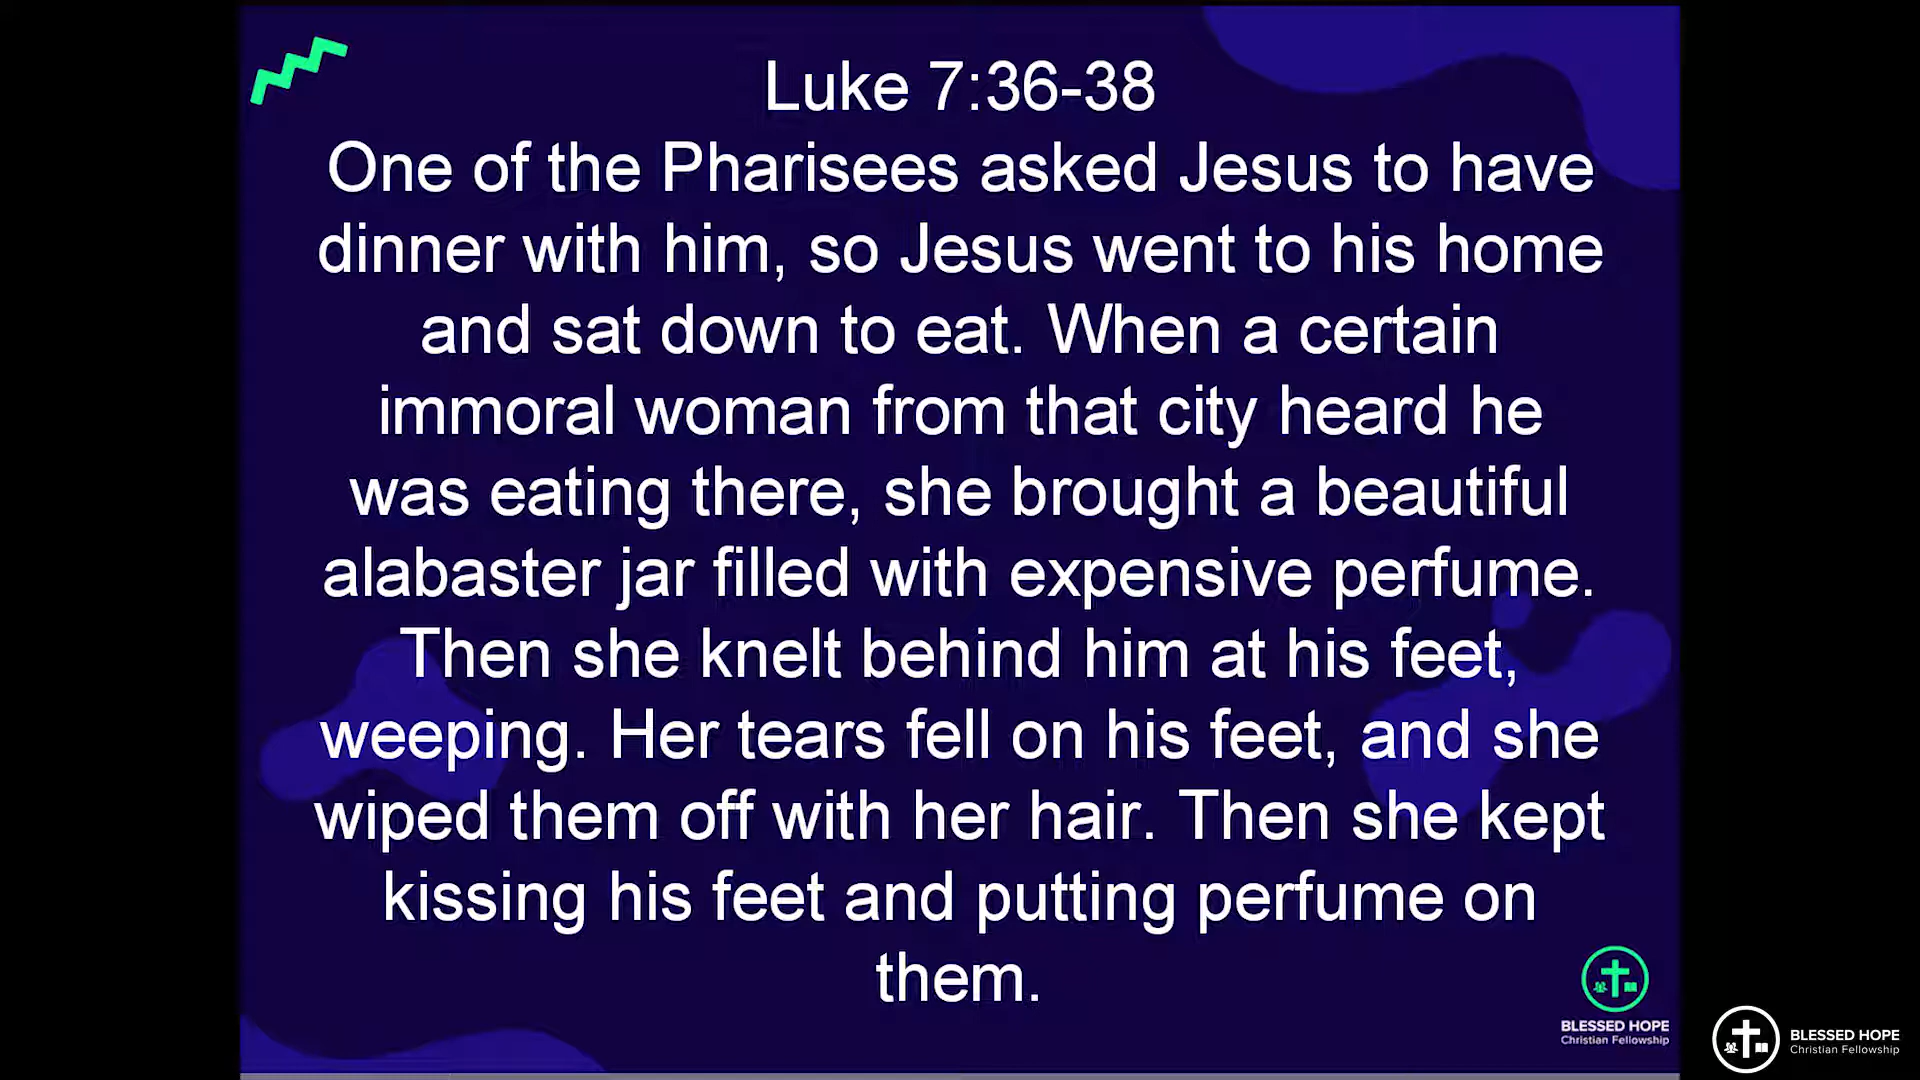 Luke 7:36-38
One of the Pharisees asked Jesus to have
dinner with him, so Jesus went to his home
and sat down to eat. When a certain
immoral woman from that city heard he
was eating there, she brought a beautiful
alabaster jar filled with expensive perfume.
Then she knelt behind him at his feet,
weeping. Her tears fell on his feet, and she
wiped them off with her hair. Then she kept
kissing his feet and putting perfume on
them.
BLESSED HOPE
Christian Fellowship
BLESSED HOPE
Christian Fellowship